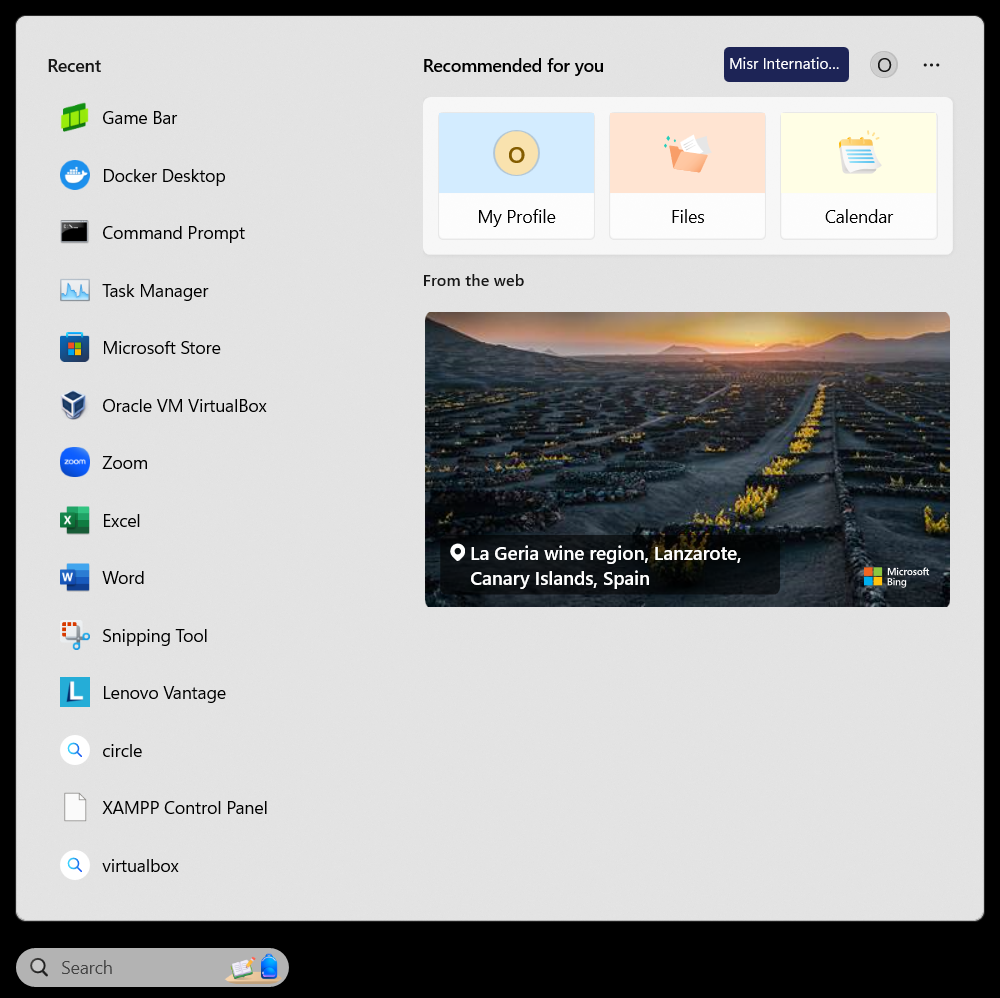 Recent
Game Bar
Docker Desktop
Command Prompt
Task Manager
Microsoft Store
Oracle VM VirtualBox
zoom
Zoom
Excel
Word
Snipping Tool
Lenovo Vantage
circle
XAMPP Control Panel
virtualbox
Recommended for you
Misr Internatio...
O
O
My Profile
Files
Calendar
From the web
La Geria wine region, Lanzarote,
Canary Islands, Spain
Microsoft
Bing
Search